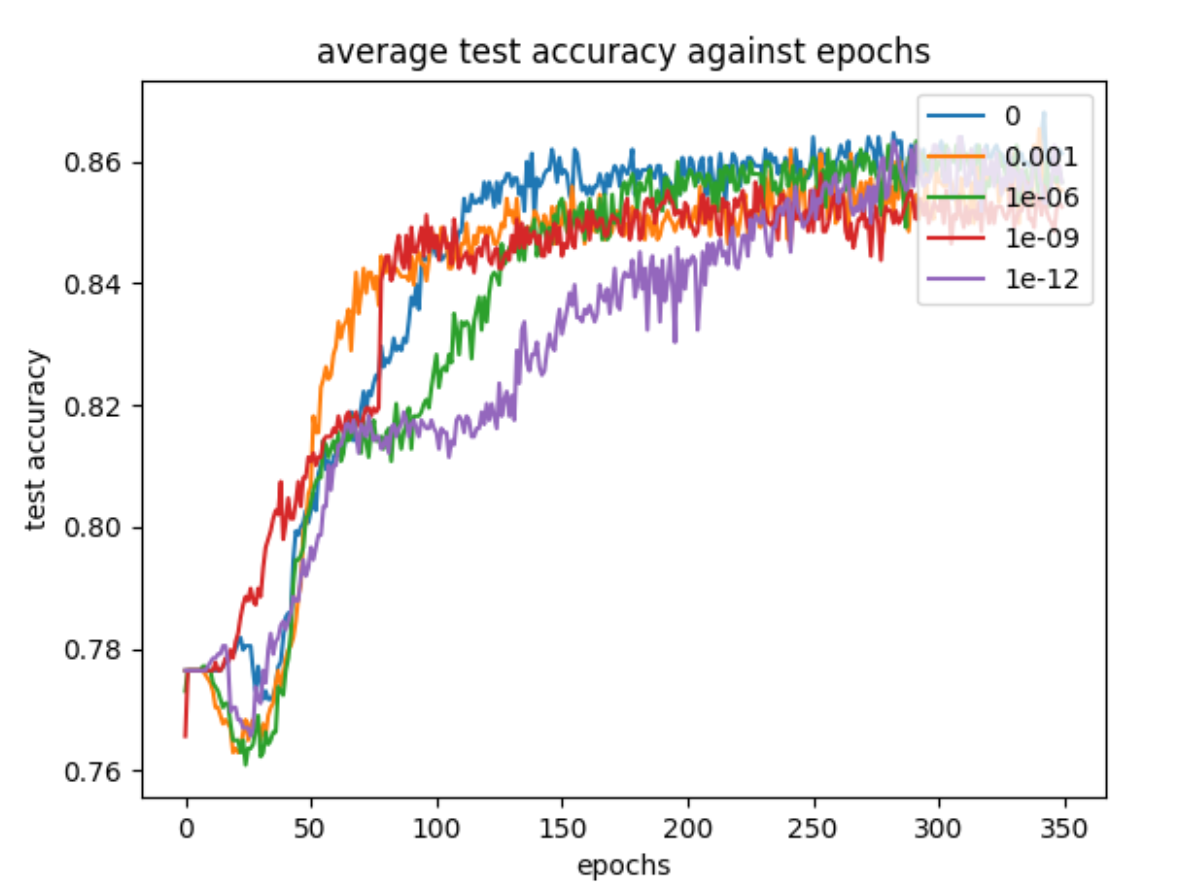 average test accuracy against epochs
0
0.001
1e-06
1e-09
1e-12
0.86
0.84
0.82
0.80
0.78
0.76
test accuracy
0 50 100 150 200 250 300 350
epochs